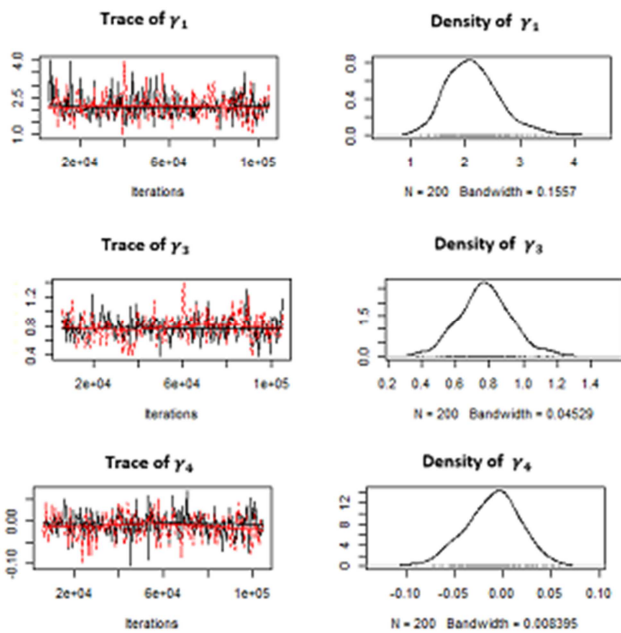 Trace of γ₁
Density of γ₁
4.0
2.5
1.0
2e+04 6e+04 1e+05
Iterations
0.8
0.4
0.0
1 2 3 4
N = 200 Bandwidth = 0.1557
Trace of γ₃
Density of γ₃
1.2
0.8
0.4
2e+04 6e+04 1e+05
Iterations
1.5
0.0
0.2 0.4 0.6 0.8 1.0 1.2 1.4
N = 200 Bandwidth = 0.04529
Trace of γ₄
Density of γ₄
0.00
-0.10
2e+04 6e+04 1e+05
Iterations
12
8
4
0
-0.10 -0.05 0.00 0.05 0.10
N = 200 Bandwidth = 0.008395